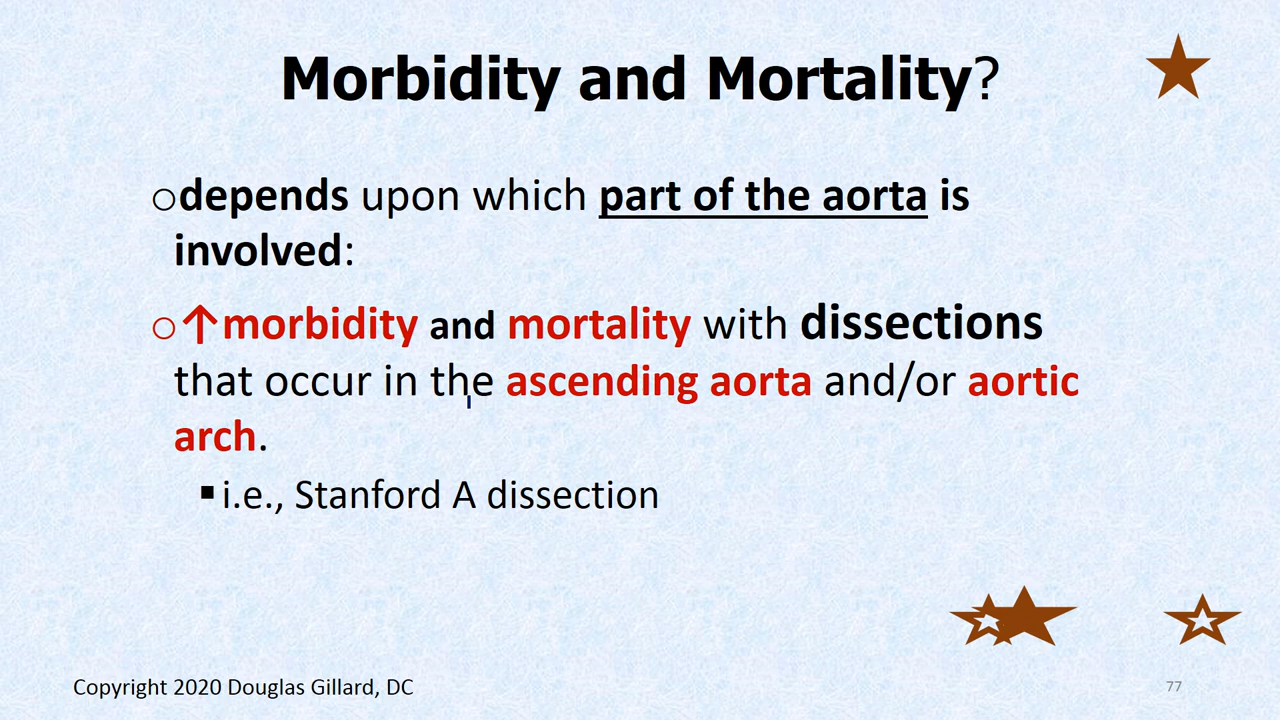 Morbidity and Mortality?
○depends upon which part of the aorta is
involved:
○↑morbidity and mortality with dissections
that occur in the ascending aorta and/or aortic
arch.
▪i.e., Stanford A dissection
Copyright 2020 Douglas Gillard, DC
77